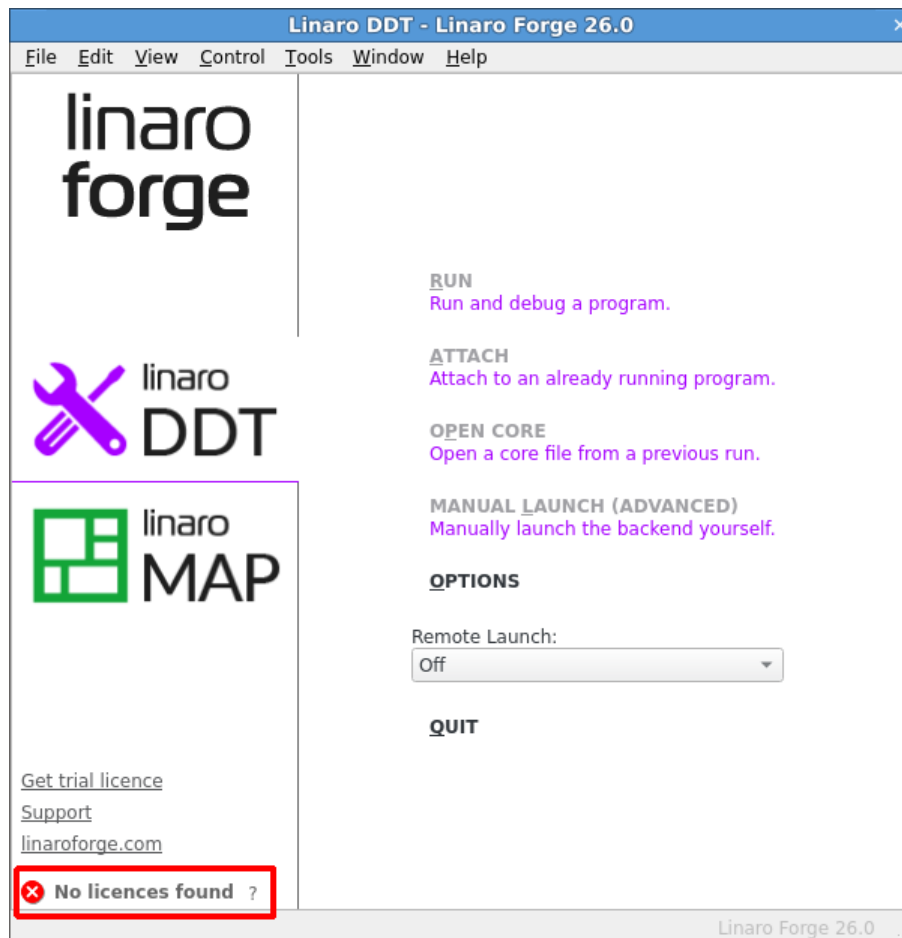 Linaro DDT - Linaro Forge 26.0
File Edit View Control Tools Window Help
linaro
forge
RUN
Run and debug a program.
ATTACH
Attach to an already running program.
linaro
DDT
OPEN CORE
Open a core file from a previous run.
MANUAL LAUNCH (ADVANCED)
Manually launch the backend yourself.
linaro
MAP
OPTIONS
Remote Launch:
Off
QUIT
Get trial licence
Support
linaroforge.com
No licences found ?
Linaro Forge 26.0